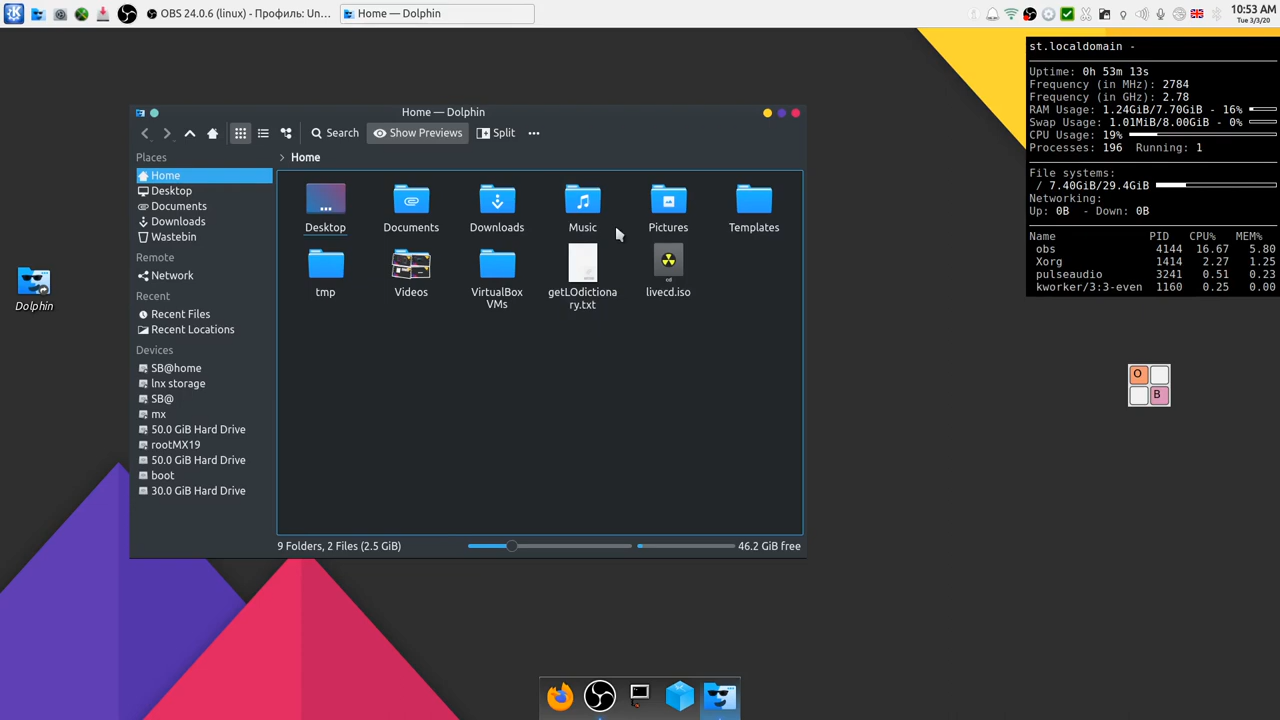 OBS 24.0.6 (linux) - Профиль: Un...
Home — Dolphin
10:53 AM
Tue 3/3/20
st.localdomain -
Uptime: 0h 53m 13s
Frequency (in MHz): 2784
Frequency (in GHz): 2.78
RAM Usage: 1.24GiB/7.70GiB - 16%
Swap Usage: 1.01MiB/8.00GiB - 0%
CPU Usage: 19%
Processes: 196 Running: 1
File systems:
/ 7.40GiB/29.4GiB
Networking:
Up: 0B - Down: 0B
Name PID CPU% MEM%
obs 4144 16.67 5.80
Xorg 1414 2.27 1.25
pulseaudio 3241 0.51 0.23
kworker/3:3-even 1160 0.25 0.00
Home — Dolphin
Search
Show Previews
Split
Places
Home
Desktop
Documents
Downloads
Wastebin
Remote
Network
Recent
Recent Files
Recent Locations
Devices
SB@home
lnx storage
SB@
mx
50.0 GiB Hard Drive
rootMX19
50.0 GiB Hard Drive
boot
30.0 GiB Hard Drive
Home
Desktop
Documents
Downloads
Music
Pictures
Templates
tmp
Videos
VirtualBox
VMs
getLOdictiona
ry.txt
livecd.iso
9 Folders, 2 Files (2.5 GiB)
46.2 GiB free
Dolphin
O
B